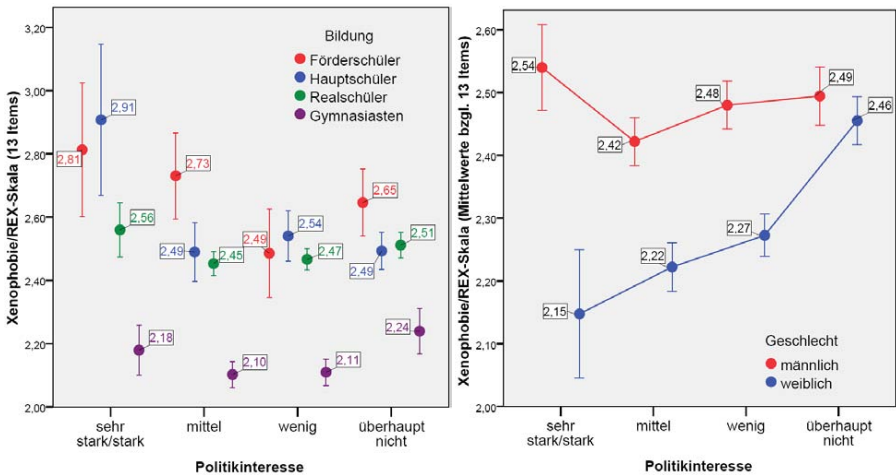 Xenophobie/REX-Skala (13 Items)
3,20
3,00
2,80
2,60
2,40
2,20
2,00
Bildung
Förderschüler
Hauptschüler
Realschüler
Gymnasiasten
2,81
2,91
2,56
2,18
2,73
2,49
2,45
2,10
2,49
2,54
2,47
2,11
2,65
2,49
2,51
2,24
sehr
stark/stark
mittel
wenig
überhaupt
nicht
Politikinteresse
Xenophobie/REX-Skala (Mittelwerte bzgl. 13 Items)
2,60
2,50
2,40
2,30
2,20
2,10
2,00
2,54
2,42
2,48
2,49
2,15
2,22
2,27
2,46
Geschlecht
männlich
weiblich
sehr
stark/stark
mittel
wenig
überhaupt
nicht
Politikinteresse